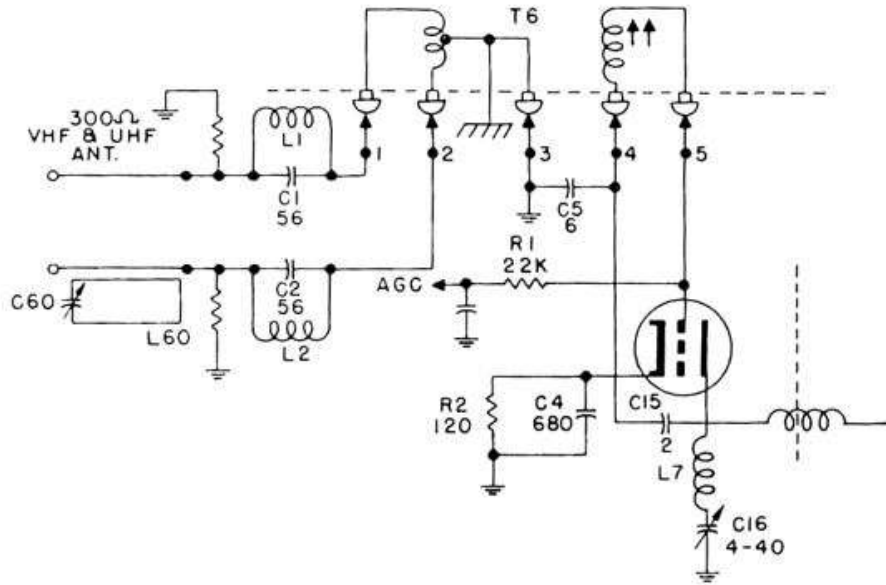 T6
300Ω
VHF & UHF
ANT.
L1
C1
56
1
2
3
4
5
C5
6
R1
22K
C2
56
L2
AGC
C60
L60
R2
120
C4
680
C15
2
L7
C16
4-40